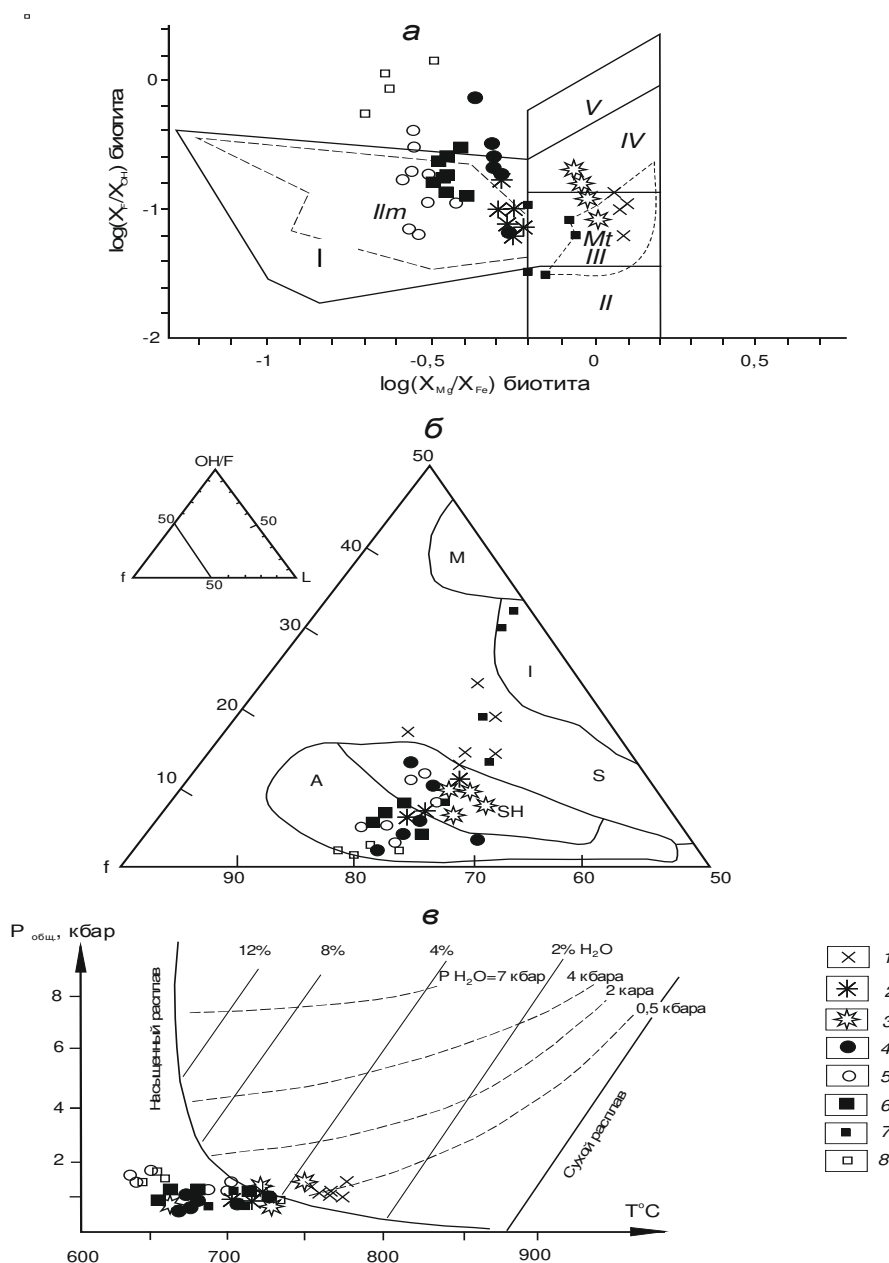 а
0
-1
-2
log(X_F/X_OH) биотита
V
IV
Ilm
I
Mt
III
II
-1
-0,5
0
0,5
log(X_Mg/X_Fe) биотита
б
OH/F
50
50
f
50
L
50
40
30
20
10
M
I
S
A
SH
f
90
80
70
60
50
в
P общ., кбар
12%
8%
4%
2% H₂O
P H₂O=7 кбар
4 кбара
2 кара
0,5 кбара
Насыщенный расплав
Сухой расплав
8
6
4
2
T°C
600
700
800
900
1
2
3
4
5
6
7
8